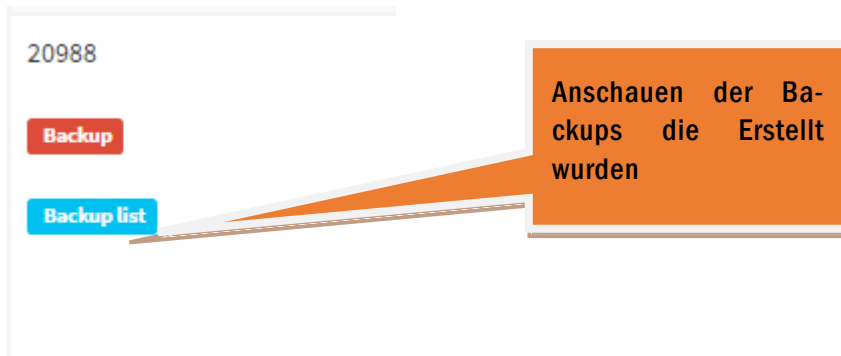 20988
Backup
Backup list
Anschauen der Ba-
ckups die Erstellt
wurden